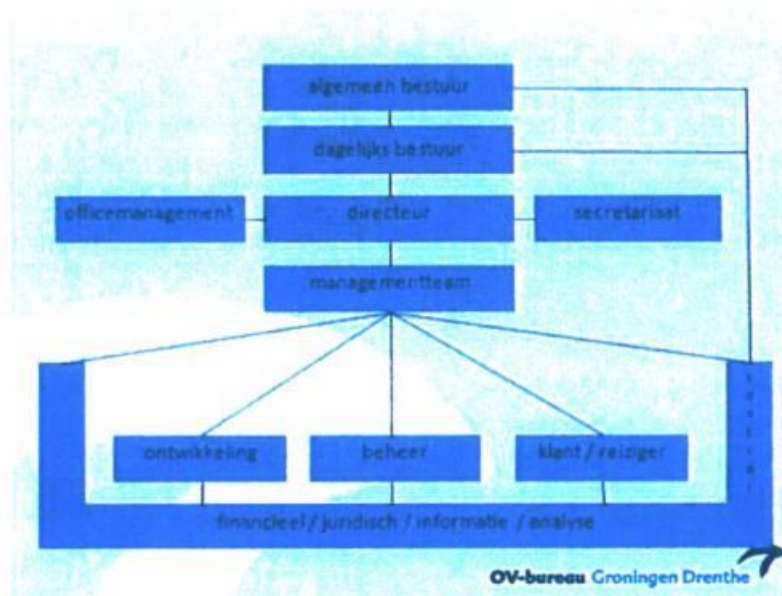 algemeen bestuur
dagelijks bestuur
officemanagement
directeur
secretariaat
managementteam
ontwikkeling
beheer
klant / reiziger
financieel / juridisch / informatie / analyse
OV-bureau Groningen Drenthe